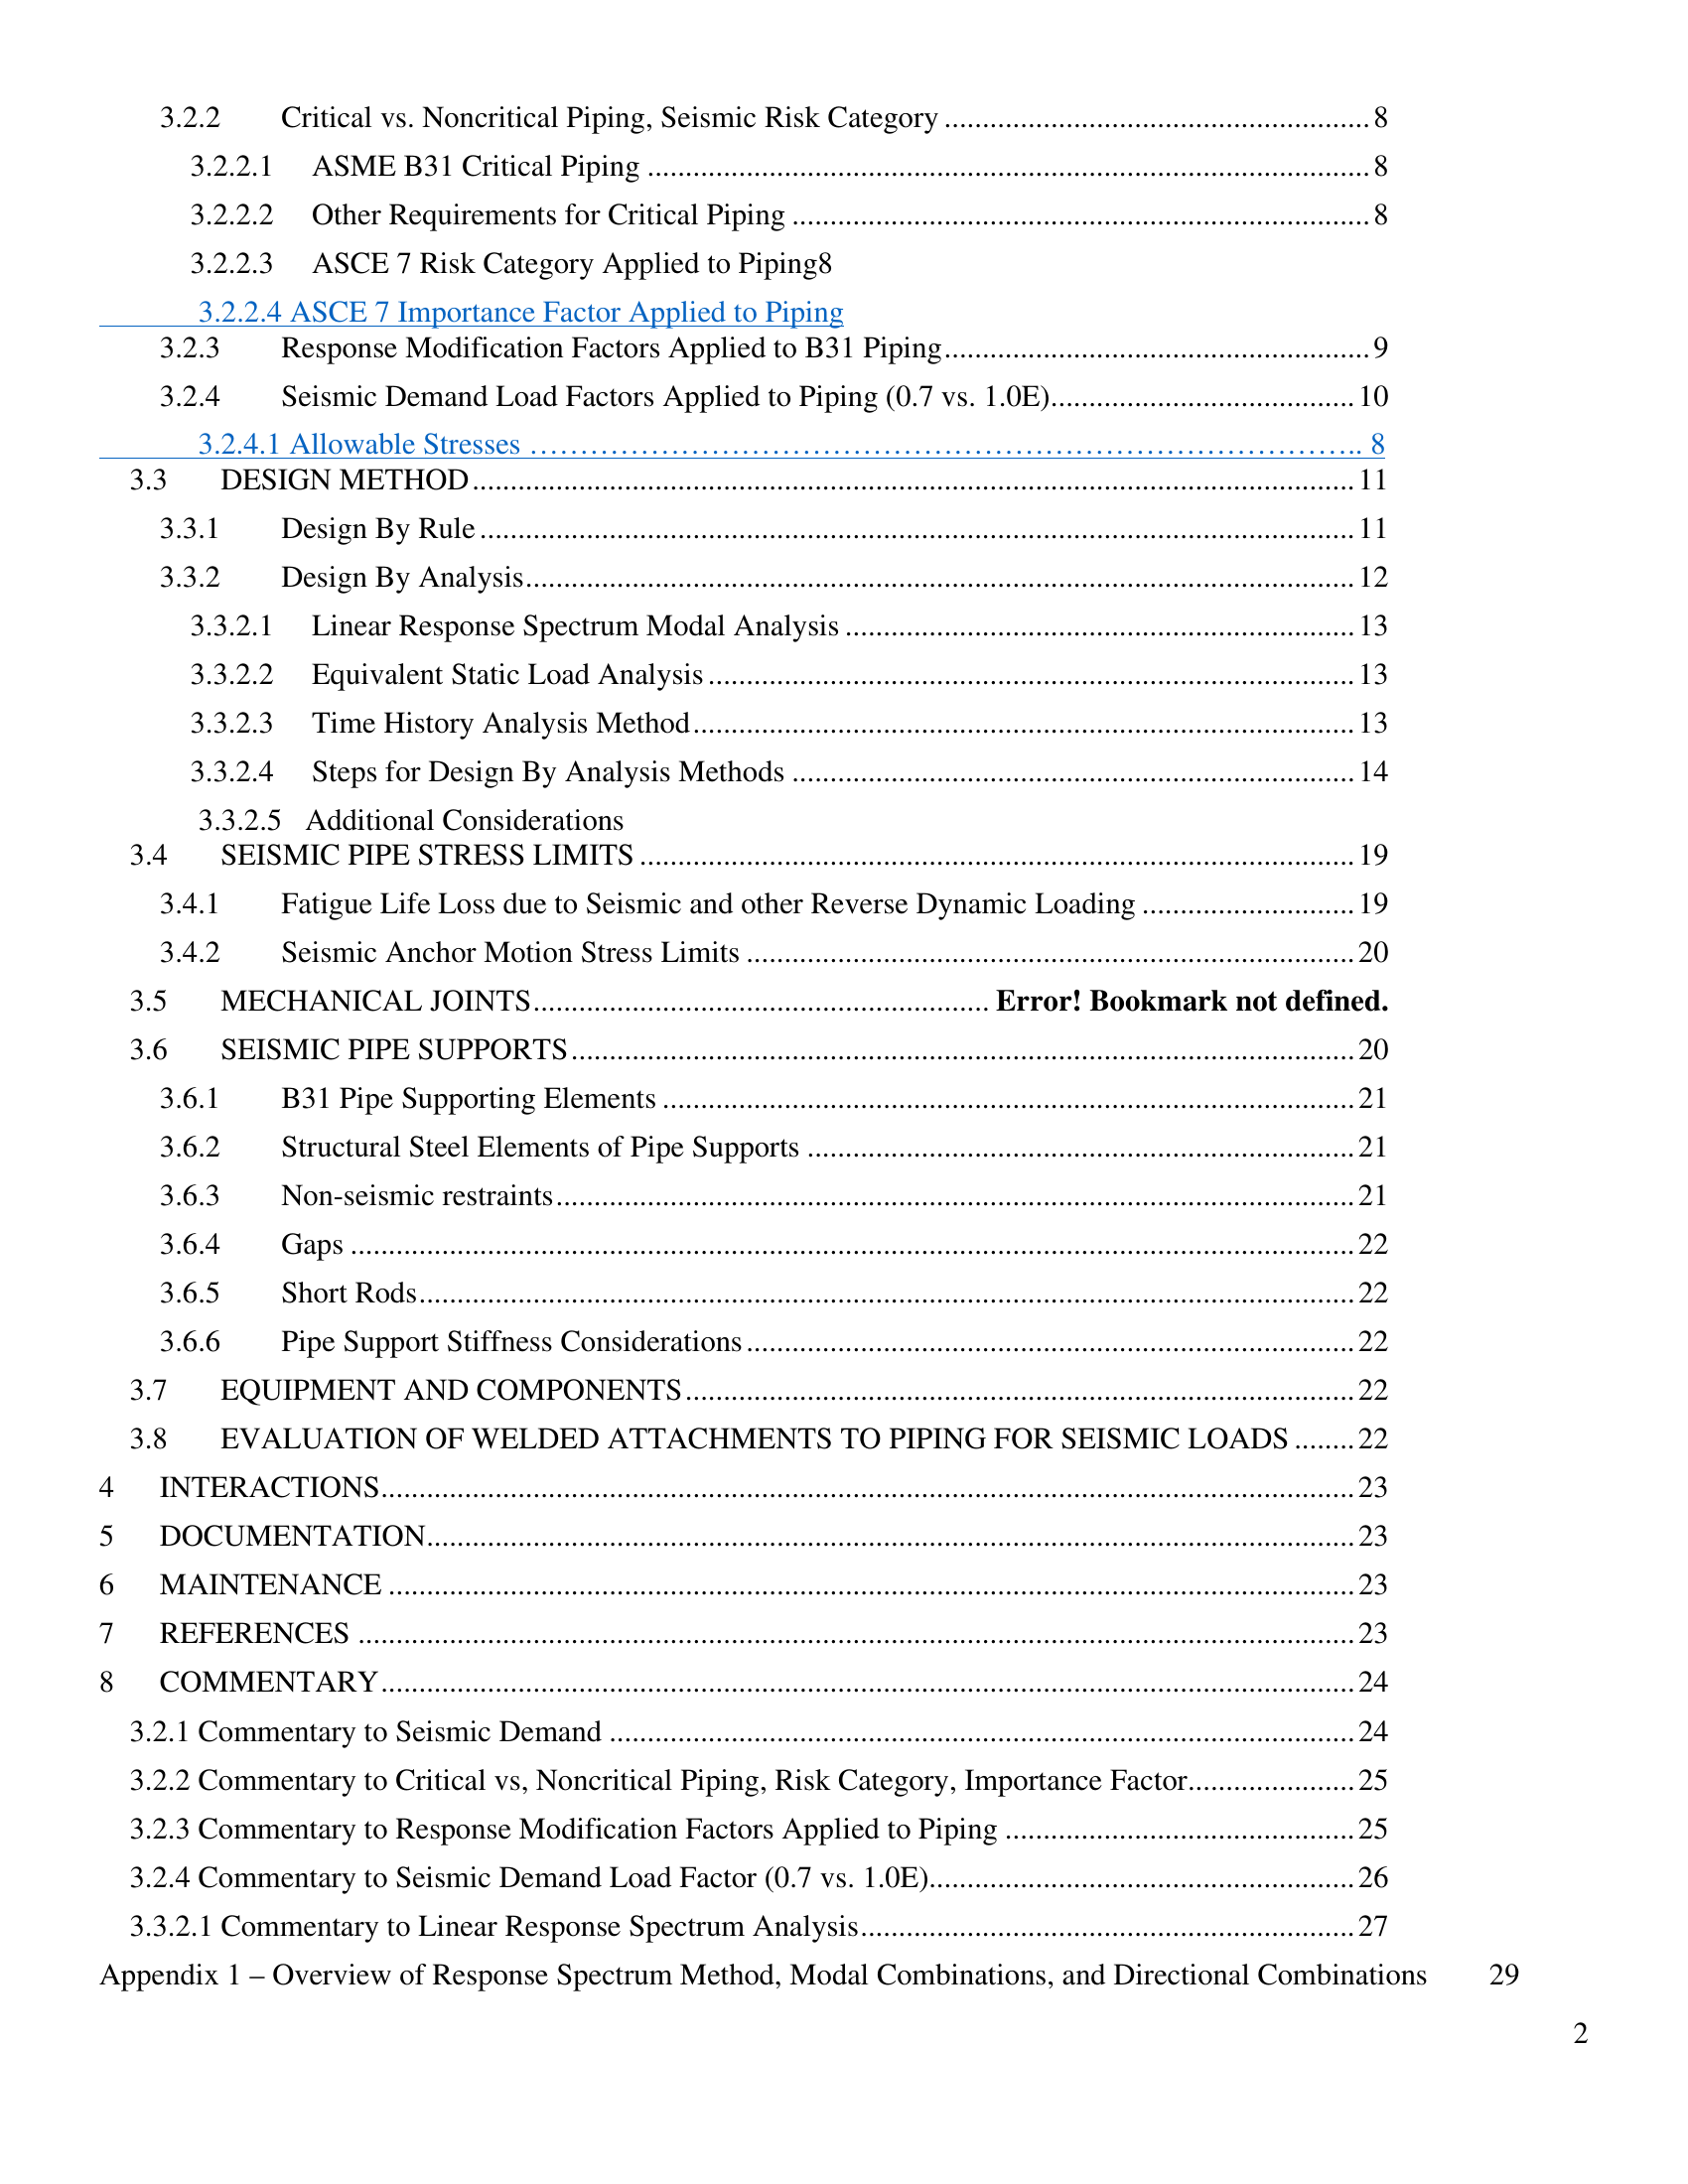 3.2.2 Critical vs. Noncritical Piping, Seismic Risk Category ........................................................ 8
3.2.2.1 ASME B31 Critical Piping ................................................................................................ 8
3.2.2.2 Other Requirements for Critical Piping ............................................................................ 8
3.2.2.3 ASCE 7 Risk Category Applied to Piping8
3.2.2.4 ASCE 7 Importance Factor Applied to Piping
3.2.3 Response Modification Factors Applied to B31 Piping........................................................ 9
3.2.4 Seismic Demand Load Factors Applied to Piping (0.7 vs. 1.0E)........................................ 10
3.2.4.1 Allowable Stresses ……………………………………………………………………….. 8
3.3 DESIGN METHOD..................................................................................................................... 11
3.3.1 Design By Rule .................................................................................................................... 11
3.3.2 Design By Analysis.............................................................................................................. 12
3.3.2.1 Linear Response Spectrum Modal Analysis ................................................................... 13
3.3.2.2 Equivalent Static Load Analysis ..................................................................................... 13
3.3.2.3 Time History Analysis Method....................................................................................... 13
3.3.2.4 Steps for Design By Analysis Methods .......................................................................... 14
3.3.2.5 Additional Considerations
3.4 SEISMIC PIPE STRESS LIMITS .............................................................................................. 19
3.4.1 Fatigue Life Loss due to Seismic and other Reverse Dynamic Loading ............................ 19
3.4.2 Seismic Anchor Motion Stress Limits ................................................................................ 20
3.5 MECHANICAL JOINTS............................................................ Error! Bookmark not defined.
3.6 SEISMIC PIPE SUPPORTS........................................................................................................ 20
3.6.1 B31 Pipe Supporting Elements ........................................................................................... 21
3.6.2 Structural Steel Elements of Pipe Supports ........................................................................ 21
3.6.3 Non-seismic restraints.......................................................................................................... 21
3.6.4 Gaps ..................................................................................................................................... 22
3.6.5 Short Rods............................................................................................................................ 22
3.6.6 Pipe Support Stiffness Considerations................................................................................ 22
3.7 EQUIPMENT AND COMPONENTS......................................................................................... 22
3.8 EVALUATION OF WELDED ATTACHMENTS TO PIPING FOR SEISMIC LOADS ........ 22
4 INTERACTIONS................................................................................................................................. 23
5 DOCUMENTATION........................................................................................................................... 23
6 MAINTENANCE ................................................................................................................................ 23
7 REFERENCES .................................................................................................................................... 23
8 COMMENTARY................................................................................................................................. 24
3.2.1 Commentary to Seismic Demand ................................................................................................... 24
3.2.2 Commentary to Critical vs, Noncritical Piping, Risk Category, Importance Factor...................... 25
3.2.3 Commentary to Response Modification Factors Applied to Piping .............................................. 25
3.2.4 Commentary to Seismic Demand Load Factor (0.7 vs. 1.0E)........................................................ 26
3.3.2.1 Commentary to Linear Response Spectrum Analysis.................................................................. 27
Appendix 1 – Overview of Response Spectrum Method, Modal Combinations, and Directional Combinations 29
2